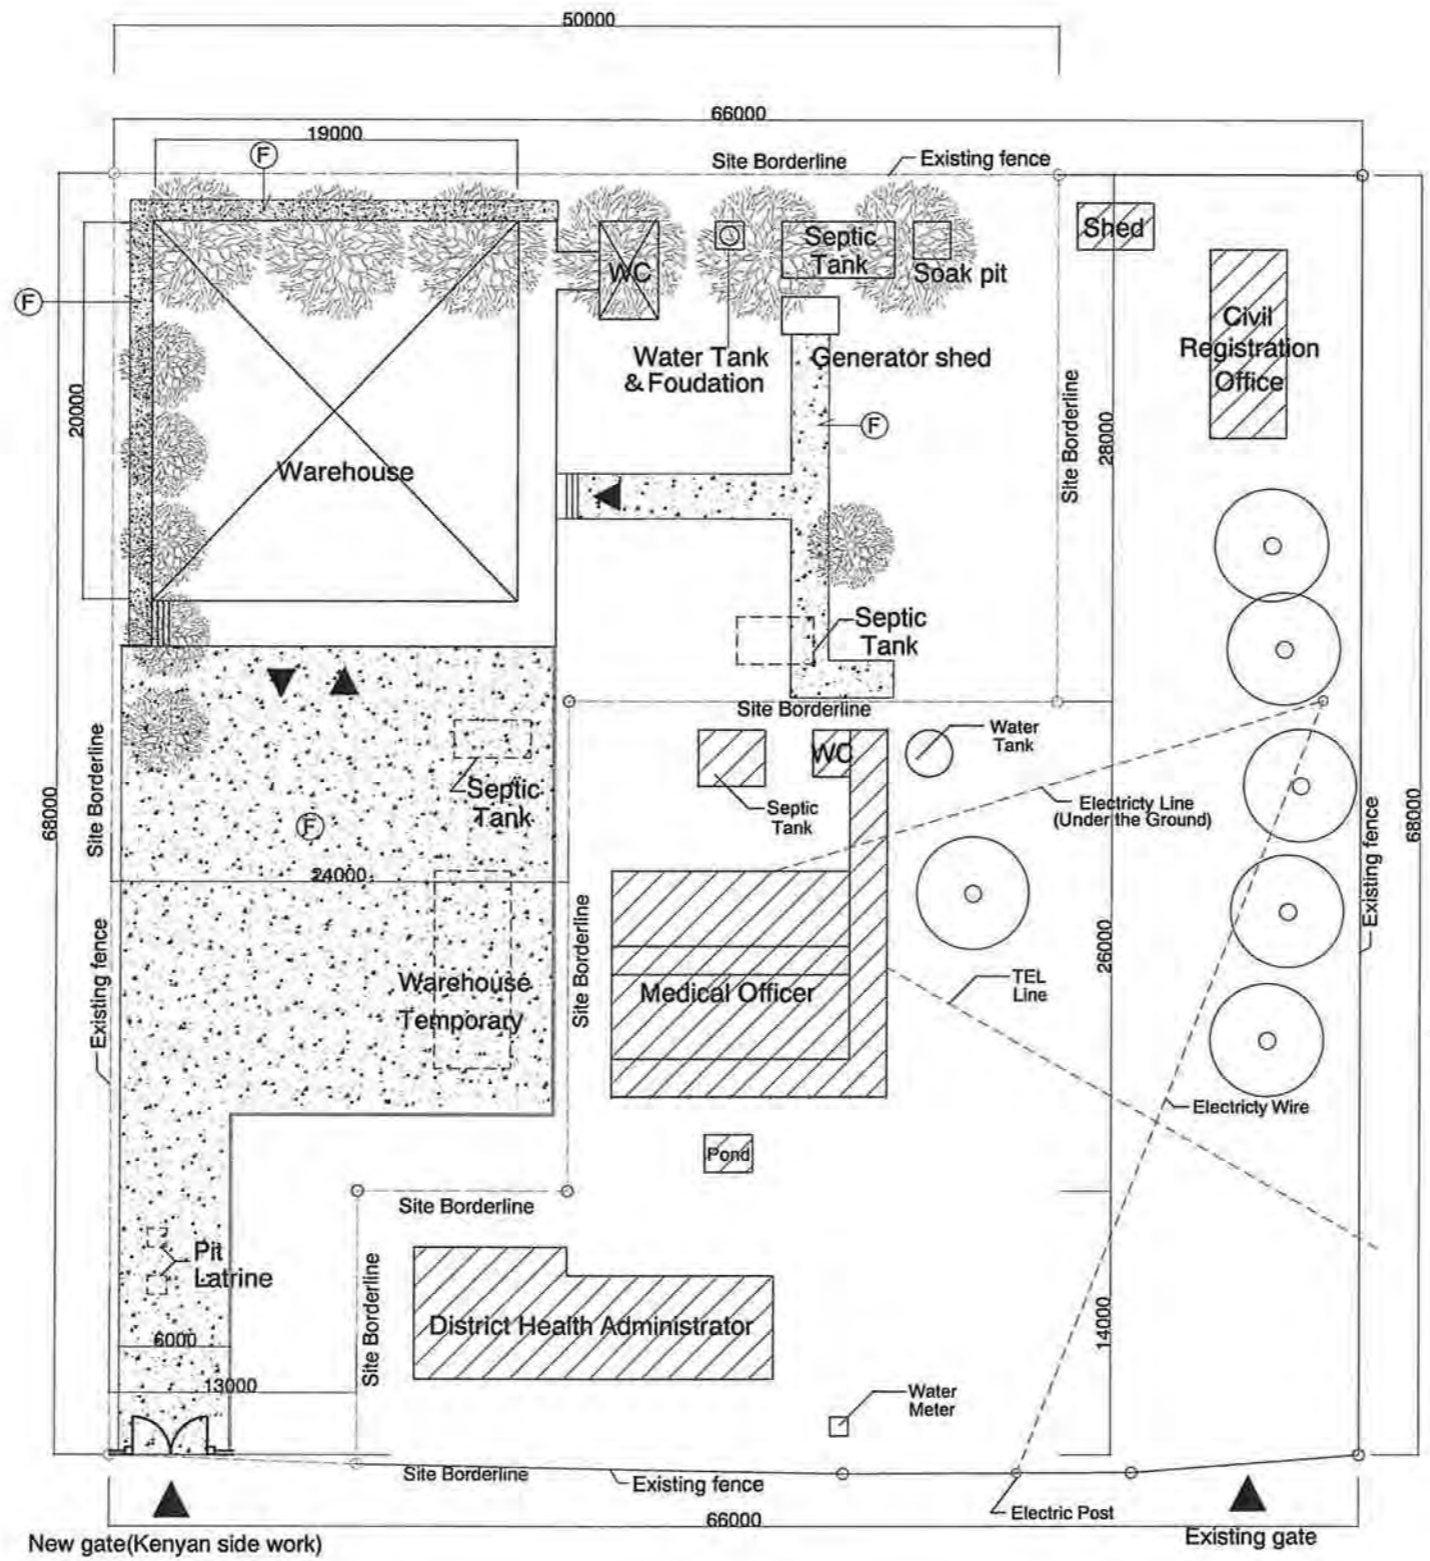 50000
66000
19000
F
Site Borderline
Existing fence
Shed
Septic
Tank
WC
Soak pit
F
Civil
Registration
Office
Water Tank
& Foudation
Generator shed
20000
Site Borderline
28000
F
Warehouse
Septic
Tank
Site Borderline
Water
Tank
WC
Septic
Tank
Septic
Tank
Electricty Line
(Under the Ground)
68000
Site Borderline
F
68000
Existing fence
24000
Site Borderline
26000
Existing fence
Warehouse
Temporary
Medical Officer
TEL
Line
Electricty Wire
Pond
Site Borderline
Pit
Latrine
Site Borderline
14000
District Health Administrator
6000
13000
Water
Meter
Site Borderline
Existing fence
Electric Post
66000
Existing gate
New gate(Kenyan side work)